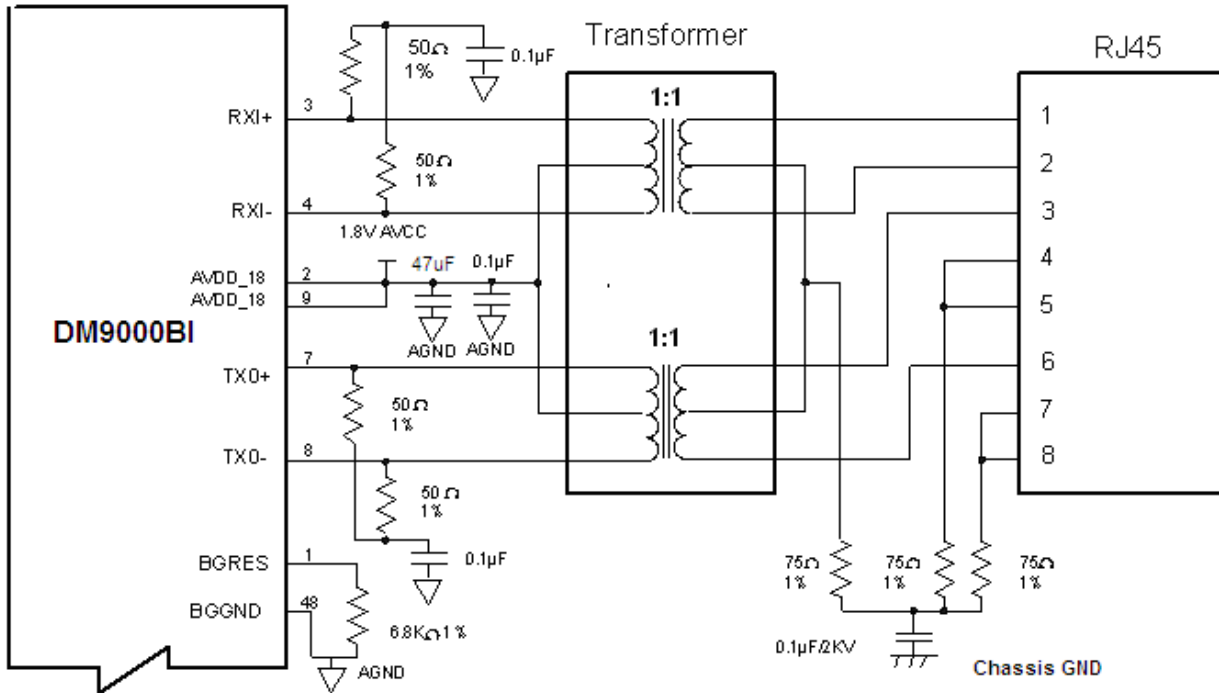 Transformer
RJ45
50Ω
1%
0.1µF
1:1
RXI+
3
1
50Ω
1%
2
RXI-
4
3
1.8V AVCC
4
AVDD_18
2
47uF
0.1µF
AVDD_18
9
5
DM9000BI
AGND
AGND
1:1
TX0+
7
6
50Ω
1%
7
TX0-
8
8
50Ω
1%
BGRES
1
0.1µF
75Ω
1%
75Ω
1%
75Ω
1%
BGGND
48
6.8KΩ 1%
0.1µF/2KV
AGND
Chassis GND